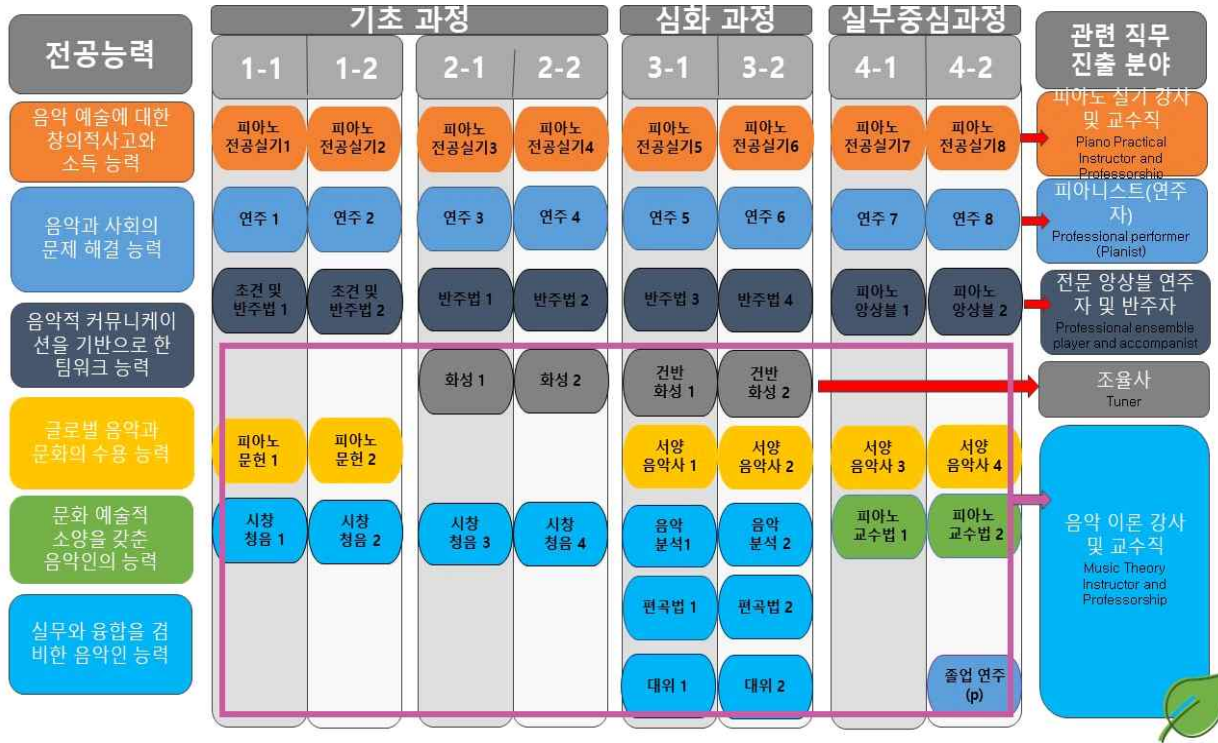 전공능력
기초 과정
심화 과정
실무중심과정
관련 직무
진출 분야
1-1
1-2
2-1
2-2
3-1
3-2
4-1
4-2
음악 예술에 대한
창의적사고와
소득 능력
피아노
전공실기1
피아노
전공실기2
피아노
전공실기3
피아노
전공실기4
피아노
전공실기5
피아노
전공실기6
피아노
전공실기7
피아노
전공실기8
피아노 실기 강사
및 교수직
Piano Practical
Instructor and
Professorship
음악과 사회의
문제 해결 능력
연주 1
연주 2
연주 3
연주 4
연주 5
연주 6
연주 7
연주 8
피아니스트(연주
자)
Professional performer
(Pianist)
음악적 커뮤니케이
션을 기반으로 한
팀워크 능력
초견 및
반주법 1
초견 및
반주법 2
반주법 1
반주법 2
반주법 3
반주법 4
피아노
앙상블 1
피아노
앙상블 2
전문 앙상블 연주
자 및 반주자
Professional ensemble
player and accompanist
화성 1
화성 2
건반
화성 1
건반
화성 2
조율사
Tuner
글로벌 음악과
문화의 수용 능력
피아노
문헌 1
피아노
문헌 2
서양
음악사 1
서양
음악사 2
서양
음악사 3
서양
음악사 4
문화 예술적
소양을 갖춘
음악인의 능력
시창
청음 1
시창
청음 2
시창
청음 3
시창
청음 4
음악
분석1
음악
분석 2
피아노
교수법 1
피아노
교수법 2
음악 이론 강사
및 교수직
Music Theory
Instructor and
Professorship
실무와 융합을 겸
비한 음악인 능력
편곡법 1
편곡법 2
대위 1
대위 2
졸업 연주
(p)